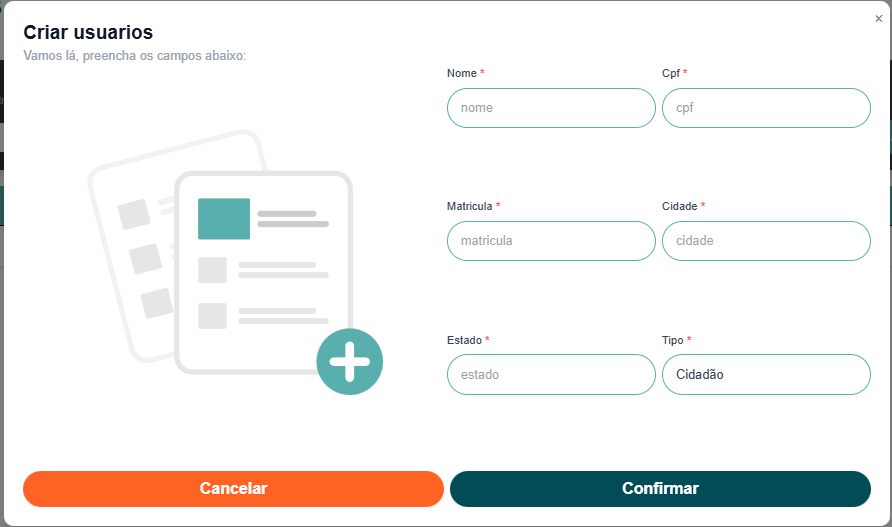 Criar usuarios
×
Vamos lá, preencha os campos abaixo:
Nome * Cpf *
nome cpf
Matricula * Cidade *
matricula cidade
Estado * Tipo *
estado Cidadão
Cancelar Confirmar